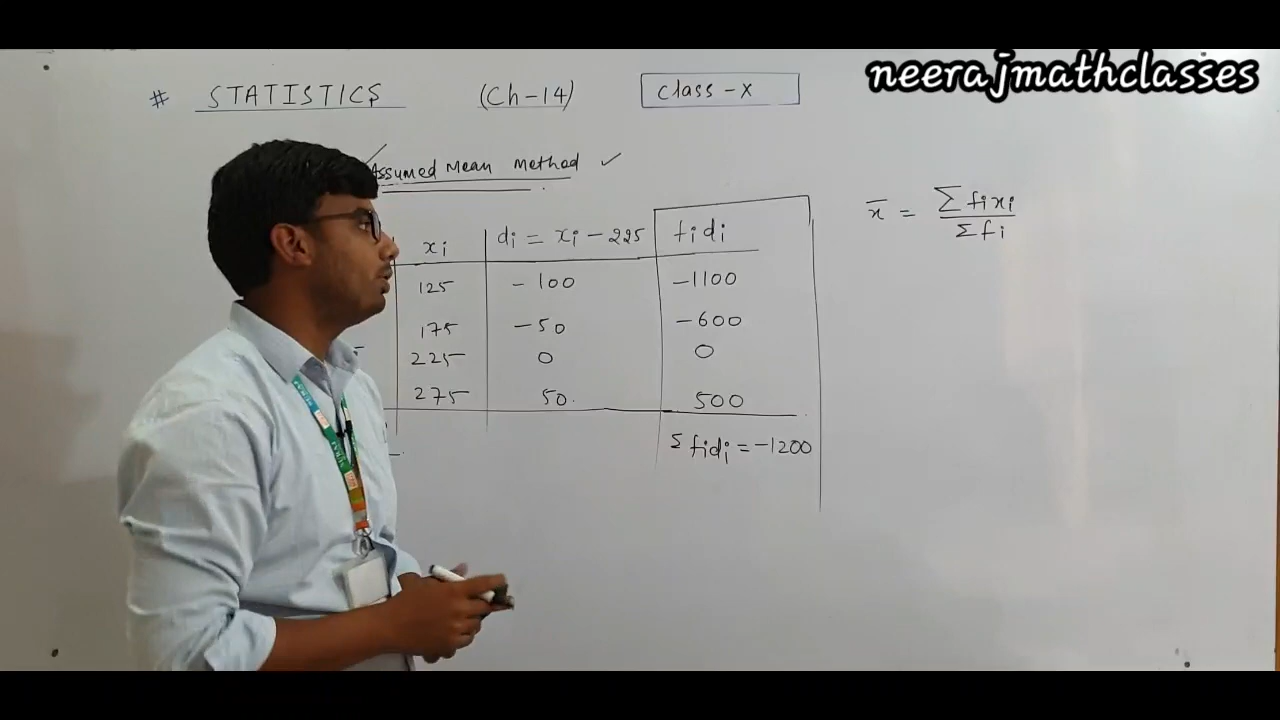 neerajmathclasses
# STATISTICS (Ch-14) Class-X
Assumed Mean Method ✓
x̄ = Σfixi / Σfi
xi di = xi - 225 fidi
125 -100 -1100
175 -50 -600
225 0 0
275 50. 500
Σfidi = -1200